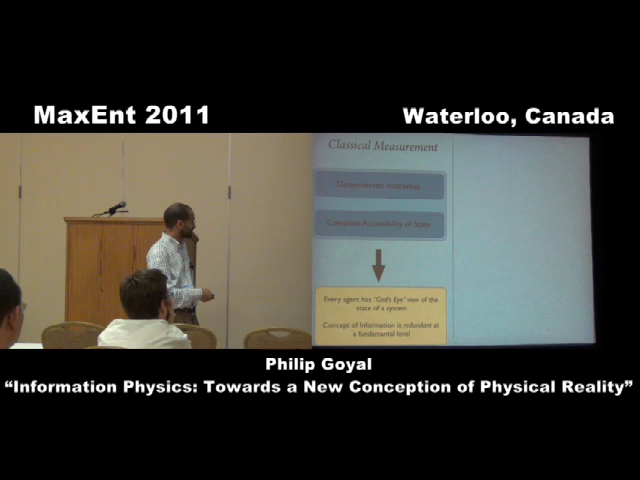 MaxEnt 2011
Waterloo, Canada
Classical Measurement
Deterministic outcomes
Complete Accessibility of State
Every agent has "God's Eye" view of the
state of a system
Concept of Information is redundant at
a fundamental level
Philip Goyal
“Information Physics: Towards a New Conception of Physical Reality”